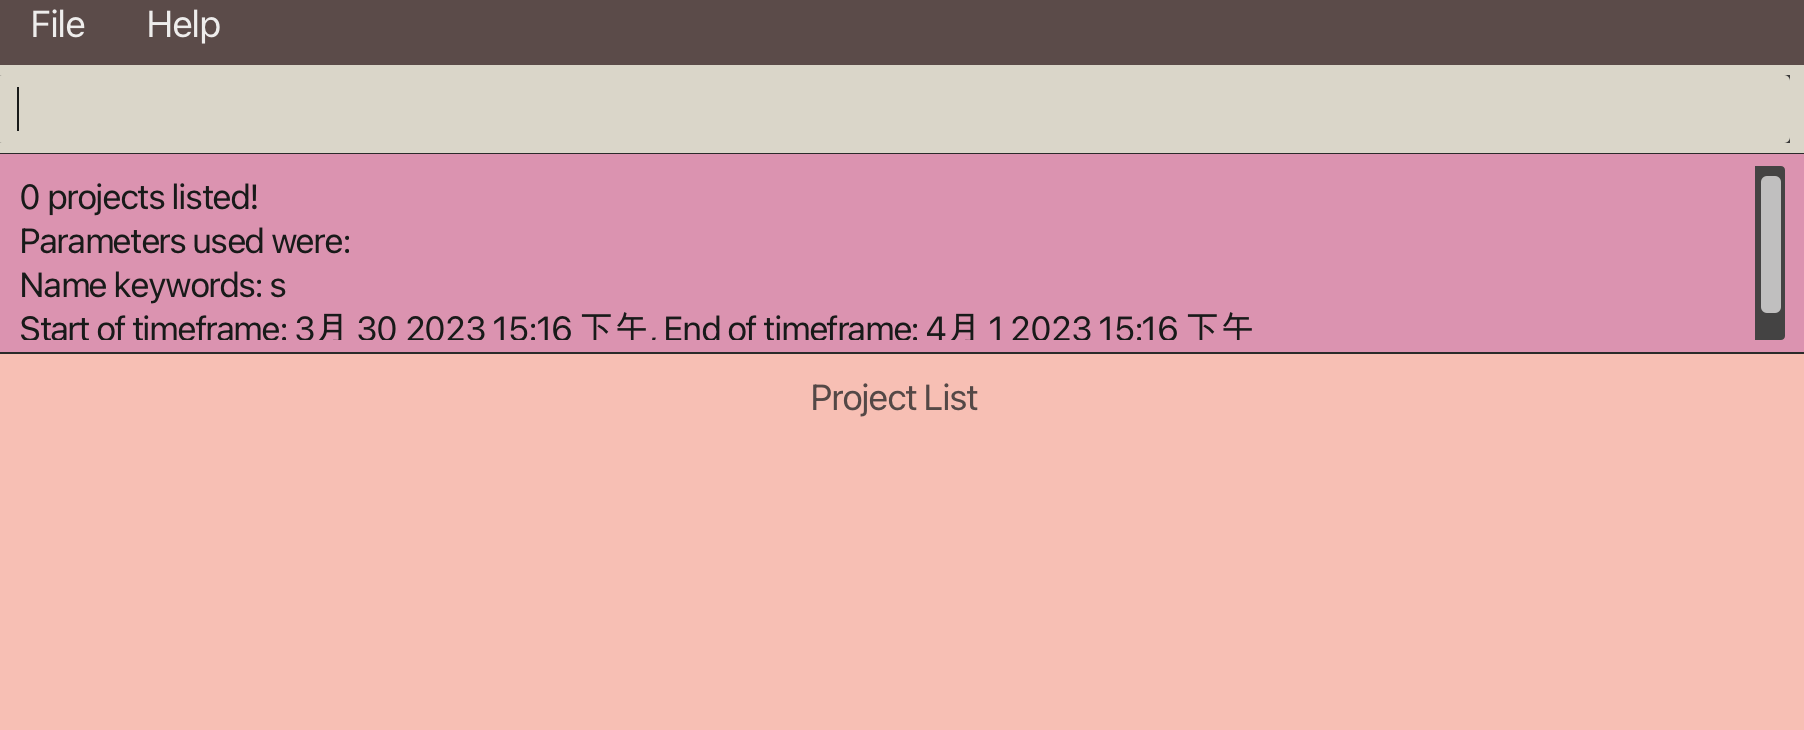 File Help
0 projects listed!
Parameters used were:
Name keywords: s
Start of timeframe: 3月 30 2023 15:16 下午, End of timeframe: 4月 1 2023 15:16 下午
Project List